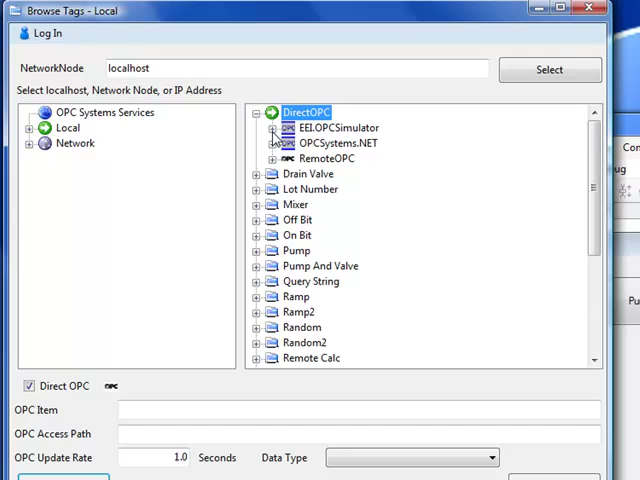 Browse Tags - Local
Log In
NetworkNode localhost Select
Select localhost, Network Node, or IP Address
OPC Systems Services
Local
Network
DirectOPC
EEI.OPCSimulator
OPCSystems.NET
RemoteOPC
Drain Valve
Lot Number
Mixer
Off Bit
On Bit
Pump
Pump And Valve
Query String
Ramp
Ramp2
Random
Random2
Remote Calc
Direct OPC OPC
OPC Item
OPC Access Path
OPC Update Rate 1.0 Seconds Data Type
Con
ug
Pu